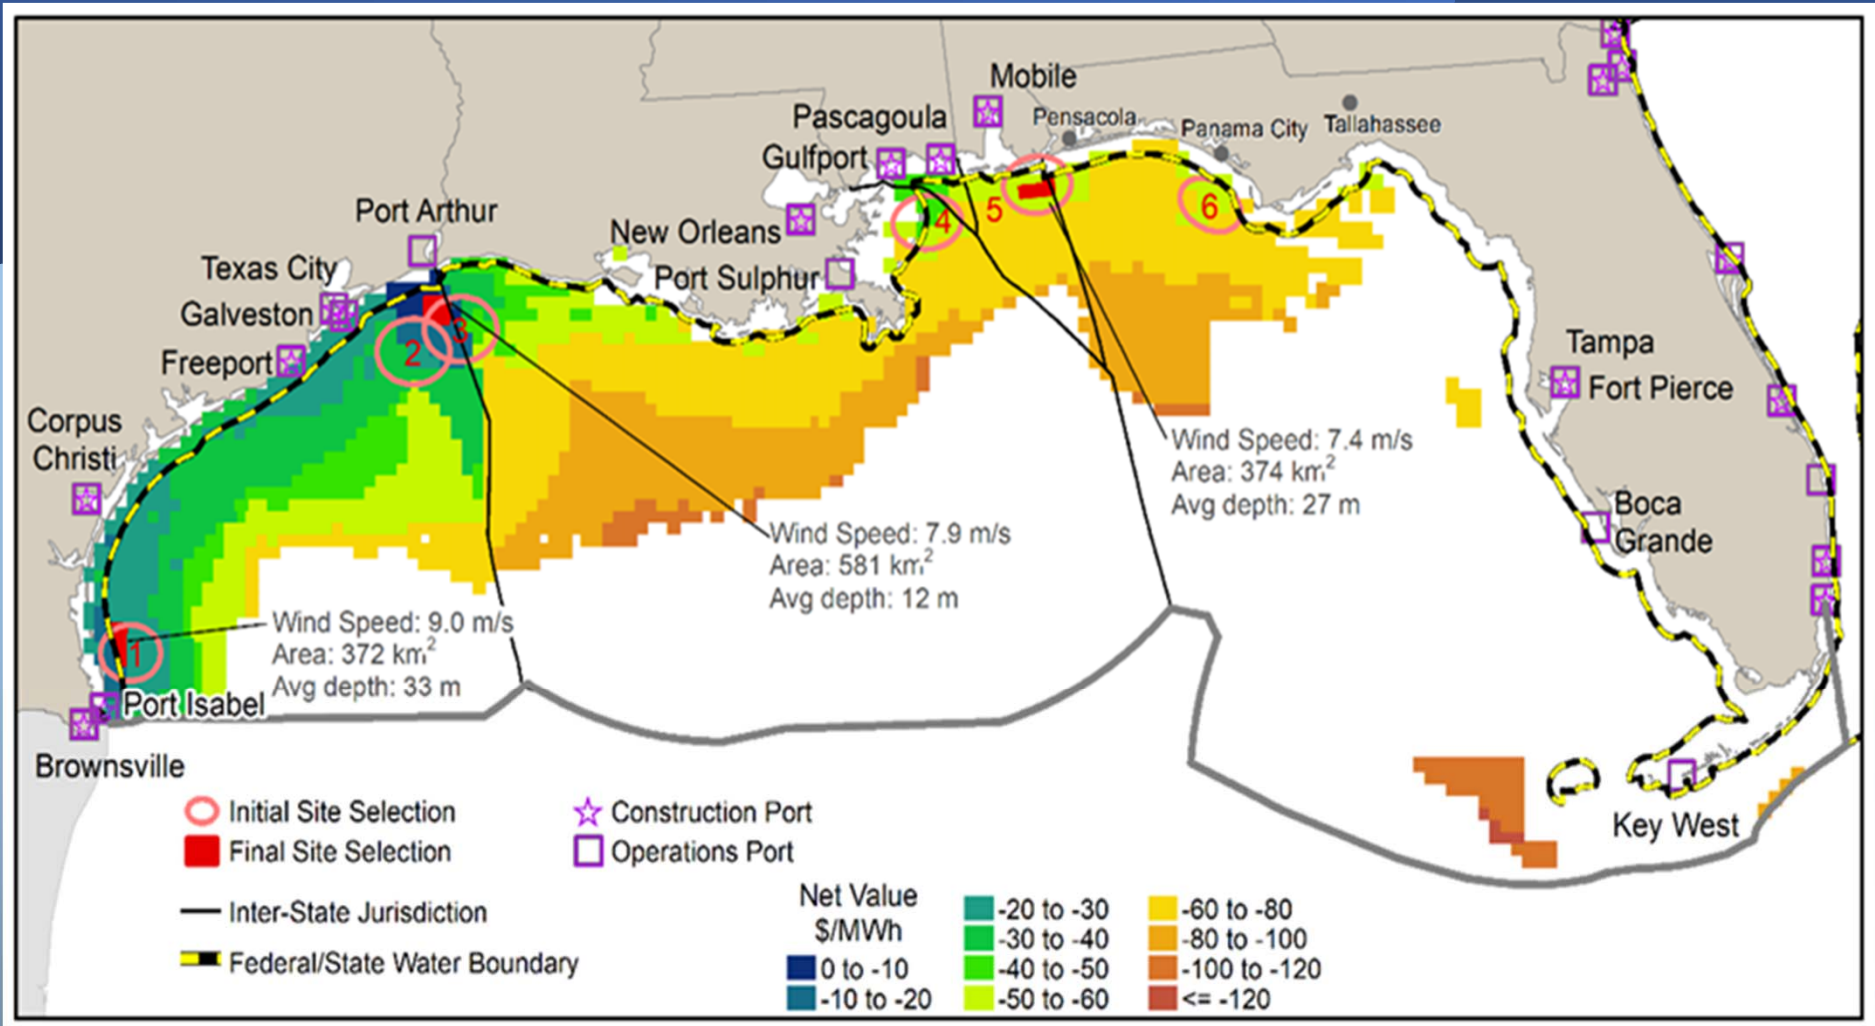 Mobile
Pascagoula
Pensacola
Panama City
Tallahassee
Gulfport
Port Arthur
New Orleans
4
5
6
Texas City
Port Sulphur
Galveston
3
2
Freeport
Tampa
Fort Pierce
Corpus
Christi
Wind Speed: 7.4 m/s
Area: 374 km²
Avg depth: 27 m
Boca
Grande
Wind Speed: 7.9 m/s
Area: 581 km²
Avg depth: 12 m
Wind Speed: 9.0 m/s
Area: 372 km²
Avg depth: 33 m
1
Port Isabel
Brownsville
Key West
Initial Site Selection
Final Site Selection
Inter-State Jurisdiction
Federal/State Water Boundary
Construction Port
Operations Port
Net Value
$/MWh
0 to -10
-10 to -20
-20 to -30
-30 to -40
-40 to -50
-50 to -60
-60 to -80
-80 to -100
-100 to -120
<= -120